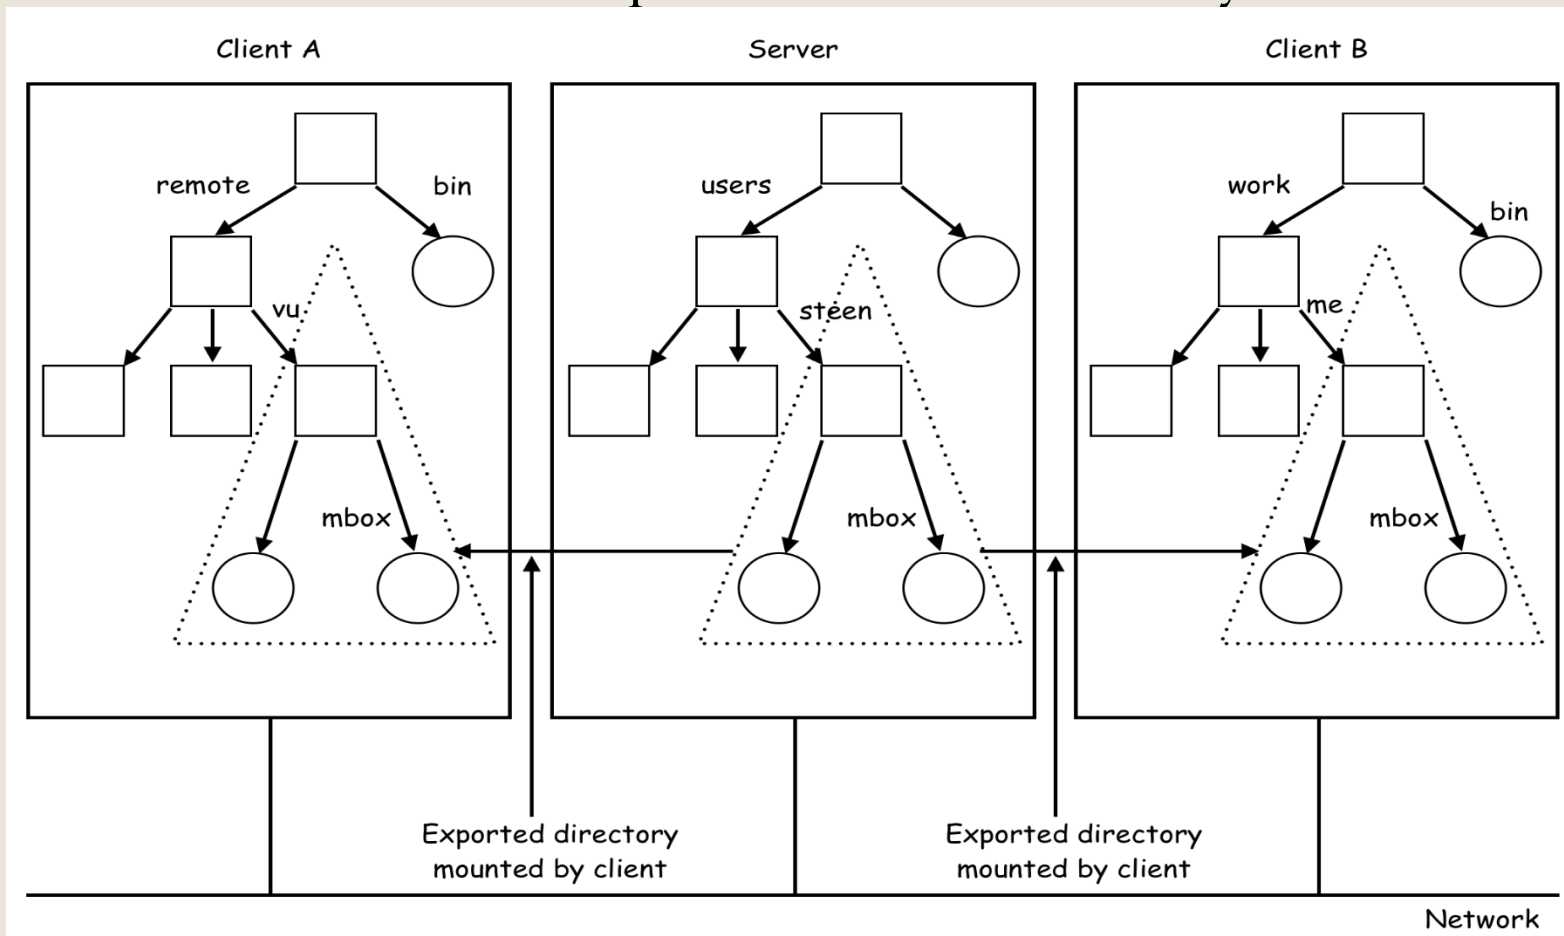 Client A
Server
Client B
remote
bin
users
work
bin
vu
steen
me
mbox
mbox
mbox
Exported directory
mounted by client
Exported directory
mounted by client
Network